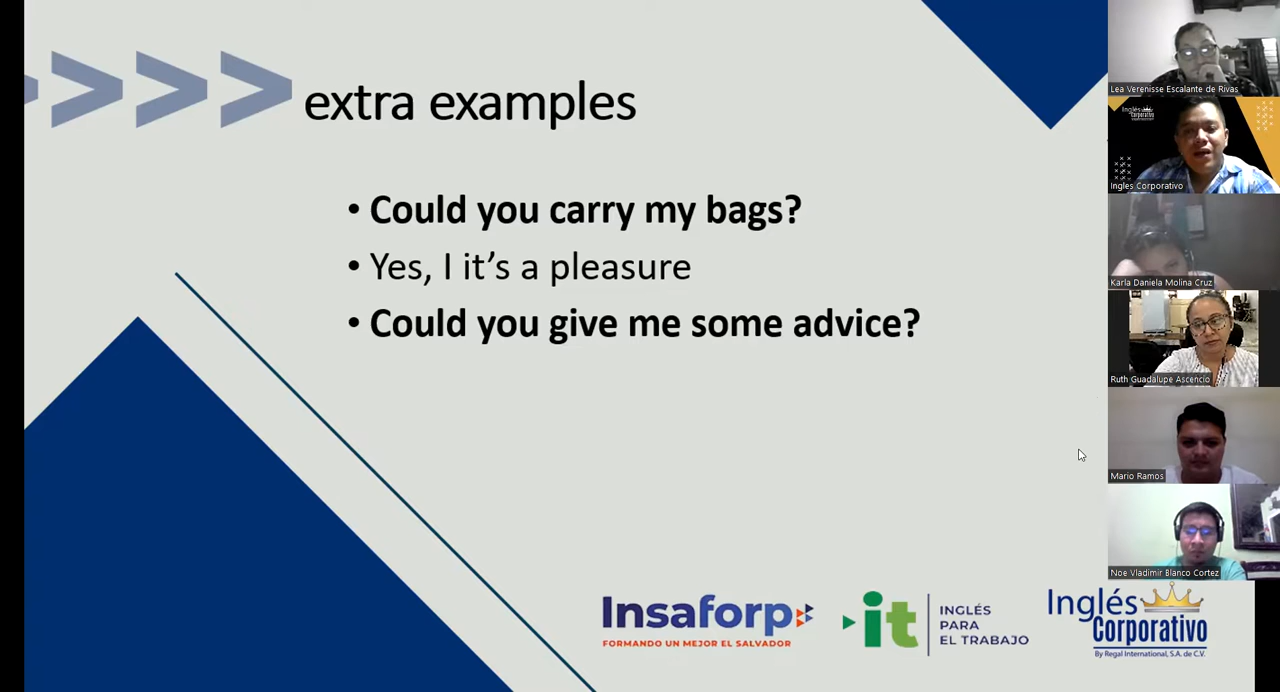 extra examples
• Could you carry my bags?
• Yes, I it's a pleasure
• Could you give me some advice?
Insaforp
FORMANDO UN MEJOR EL SALVADOR
it
INGLÉS
PARA
EL TRABAJO
Inglés
Corporativo
By Regal International, S.A. de C.V.
Lea Verenisse Escalante de Rivas
Inglés
Corporativo
Ingles Corporativo
Karla Daniela Molina Cruz
Ruth Guadalupe Ascencio
Mario Ramos
Noe Vladimir Blanco Cortez